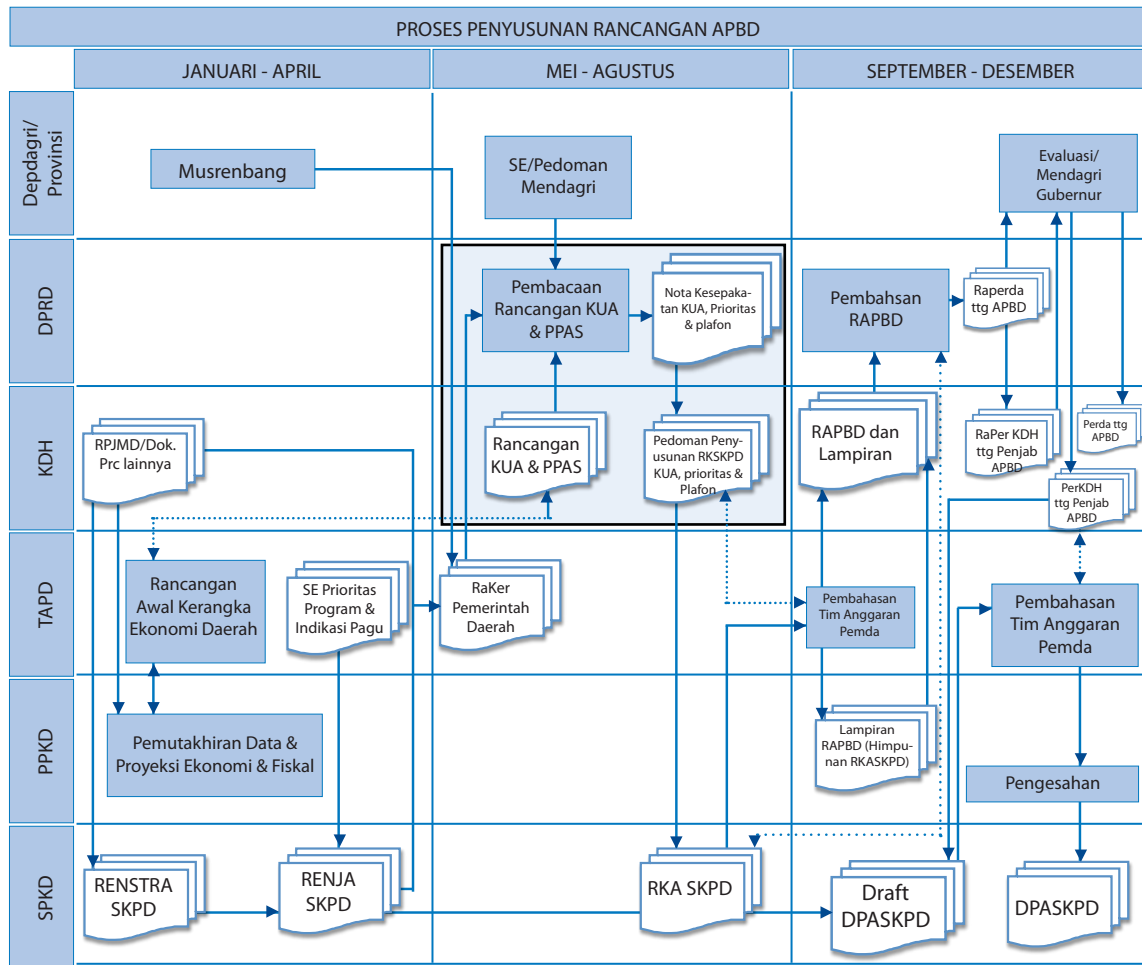 PROSES PENYUSUNAN RANCANGAN APBD
JANUARI - APRIL
MEI - AGUSTUS
SEPTEMBER - DESEMBER
Depdagri/
Provinsi
Musrenbang
SE/Pedoman
Mendagri
Evaluasi/
Mendagri
Gubernur
DPRD
Pembacaan
Rancangan KUA
& PPAS
Nota Kesepaka-
tan KUA, Prioritas
& plafon
Pembahsan
RAPBD
Raperda
ttg APBD
KDH
RPJMD/Dok.
Prc lainnya
Rancangan
KUA & PPAS
Pedoman Peny-
usunan RKSKPD
KUA, prioritas &
Plafon
RAPBD dan
Lampiran
RaPer KDH
ttg Penjab
APBD
Perda ttg
APBD
PerKDH
ttg Penjab
APBD
TAPD
Rancangan
Awal Kerangka
Ekonomi Daerah
SE Prioritas
Program &
Indikasi Pagu
RaKer
Pemerintah
Daerah
Pembahasan
Tim Anggaran
Pemda
Pembahasan
Tim Anggaran
Pemda
PPKD
Pemutakhiran Data &
Proyeksi Ekonomi & Fiskal
Lampiran
RAPBD (Himpu-
nan RKASKPD)
Pengesahan
SPKD
RENSTRA
SKPD
RENJA
SKPD
RKA SKPD
Draft
DPASKPD
DPASKPD